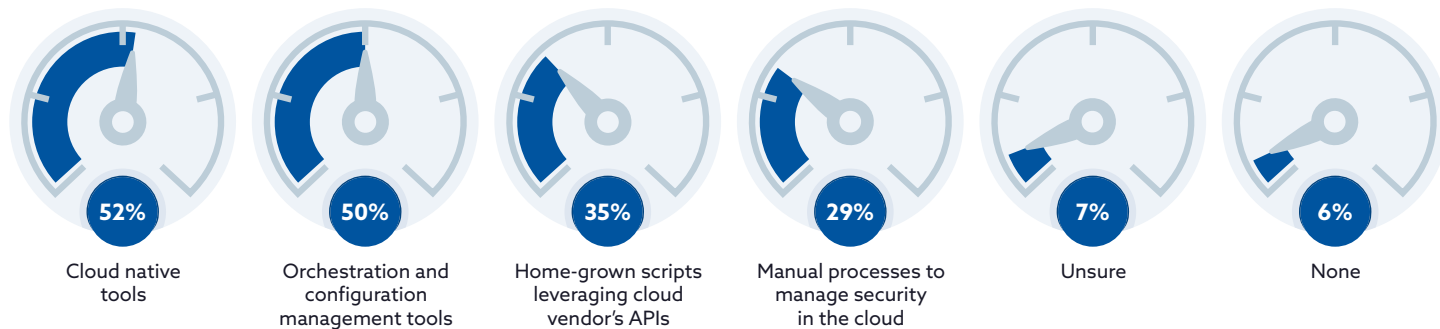 52%
Cloud native
tools
50%
Orchestration and
configuration
management tools
35%
Home-grown scripts
leveraging cloud
vendor's APIs
29%
Manual processes to
manage security
in the cloud
7%
Unsure
6%
None